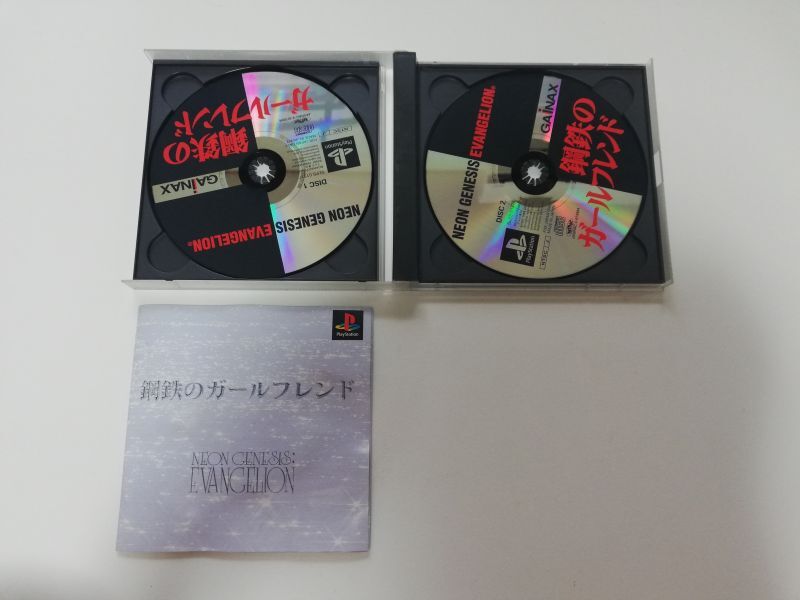 鋼鉄の
ガールフレンド
GAiNAX
PlayStation
DISC 1
NEON GENESIS EVANGELION®
NEON GENESIS EVANGELION®
DISC 2
GAiNAX
鋼鉄の
ガールフレンド
PlayStation
PlayStation
鋼鉄のガールフレンド
NEON GENESIS:
EVANGELION